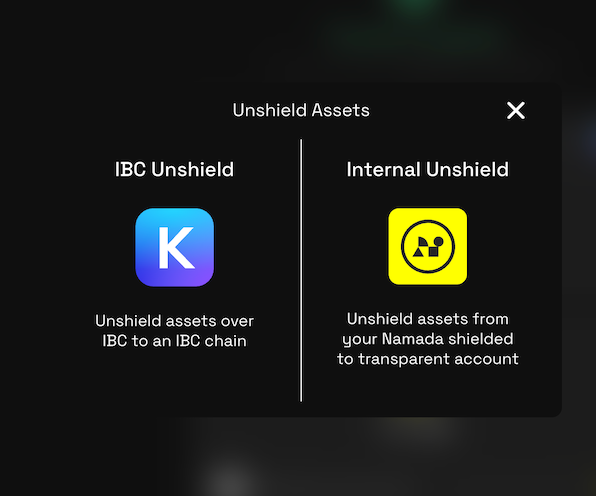 Unshield Assets
IBC Unshield
K
Unshield assets over
IBC to an IBC chain
Internal Unshield
Unshield assets from
your Namada shielded
to transparent account